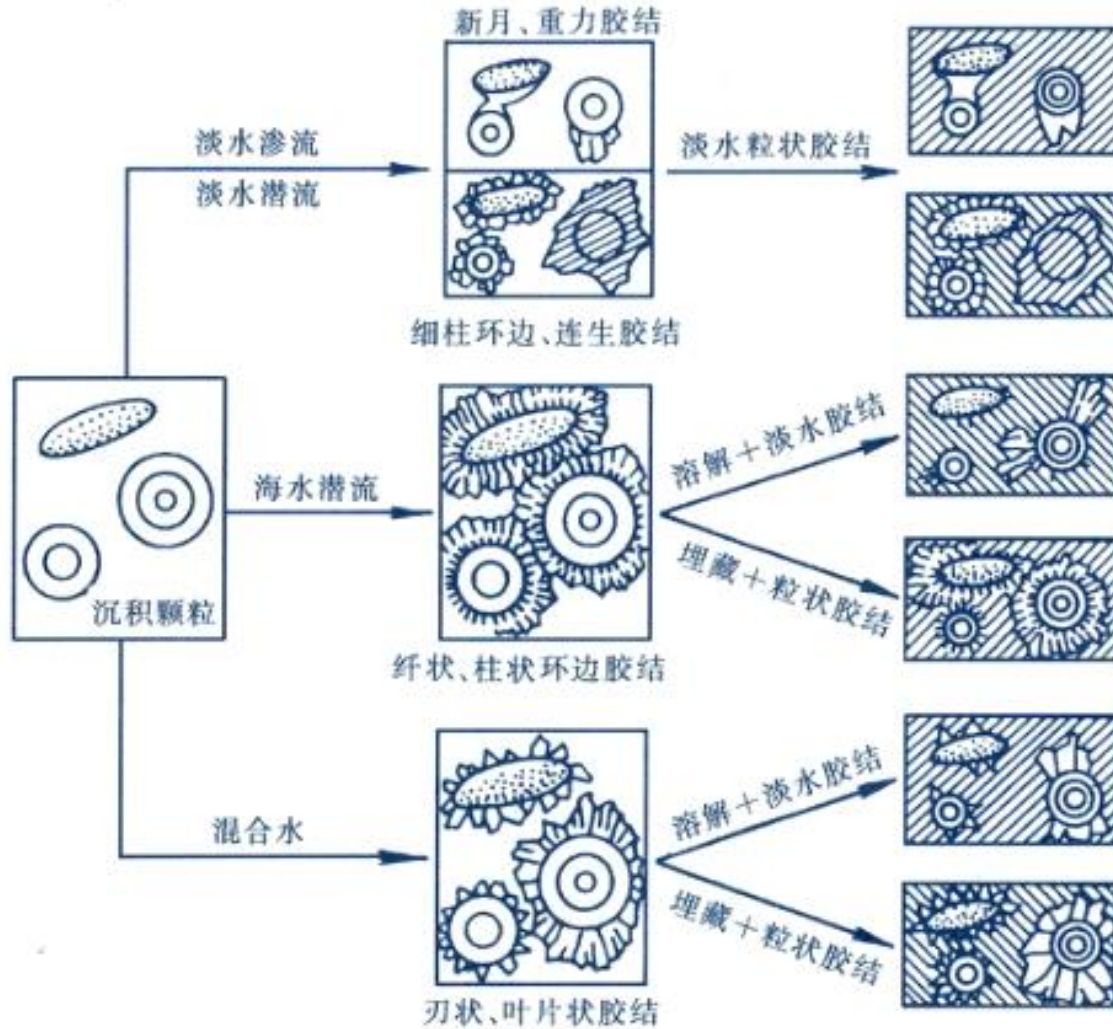 新月、重力胶结
淡水渗流
淡水潜流
淡水粒状胶结
细柱环边、连生胶结
沉积颗粒
海水潜流
溶解＋淡水胶结
埋藏＋粒状胶结
纤状、柱状环边胶结
混合水
溶解＋淡水胶结
埋藏＋粒状胶结
刃状、叶片状胶结